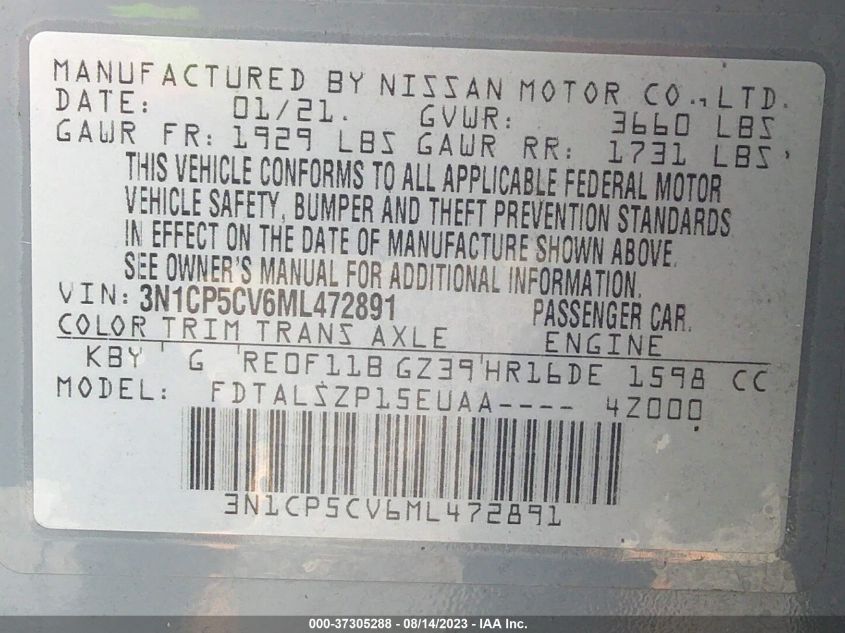 MANUFACTURED BY NISSAN MOTOR CO., LTD.
DATE: 01/21. GVWR: 3660 LBS
GAWR FR: 1929 LBS GAWR RR: 1731 LBS
THIS VEHICLE CONFORMS TO ALL APPLICABLE FEDERAL MOTOR
VEHICLE SAFETY, BUMPER AND THEFT PREVENTION STANDARDS
IN EFFECT ON THE DATE OF MANUFACTURE SHOWN ABOVE.
SEE OWNER'S MANUAL FOR ADDITIONAL INFORMATION.
VIN: 3N1CP5CV6ML472891 PASSENGER CAR.
COLOR TRIM TRANS AXLE ENGINE
KBY G RE0F11B GZ39 HR16DE 1598 CC
MODEL: FDTALSZP15EUAA---- 4Z000
3N1CP5CV6ML472891
000-37305288 - 08/14/2023 - IAA Inc.